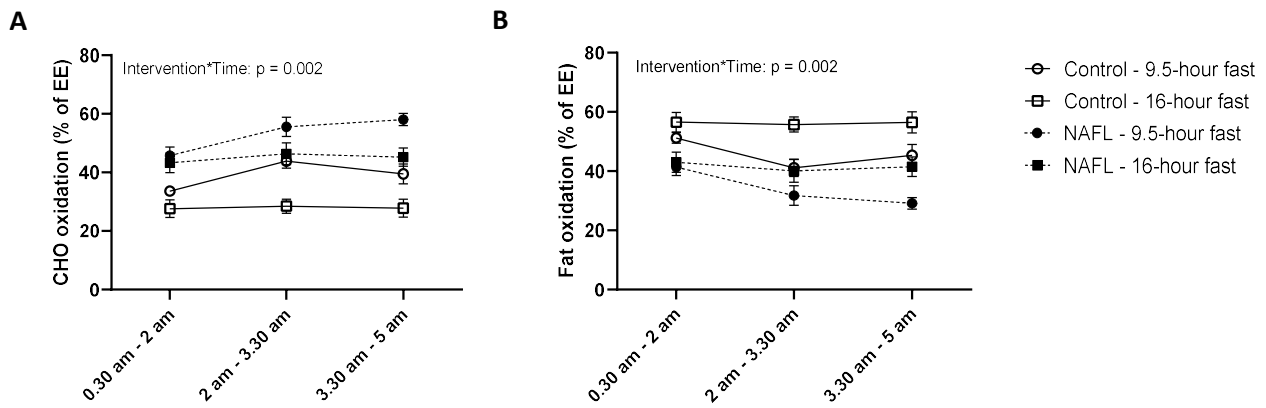 A
CHO oxidation (% of EE)
80
60
40
20
0
Intervention*Time: p = 0.002
0.30 am - 2 am
2 am - 3.30 am
3.30 am - 5 am
B
Fat oxidation (% of EE)
80
60
40
20
0
Intervention*Time: p = 0.002
0.30 am - 2 am
2 am - 3.30 am
3.30 am - 5 am
Control - 9.5-hour fast
Control - 16-hour fast
NAFL - 9.5-hour fast
NAFL - 16-hour fast